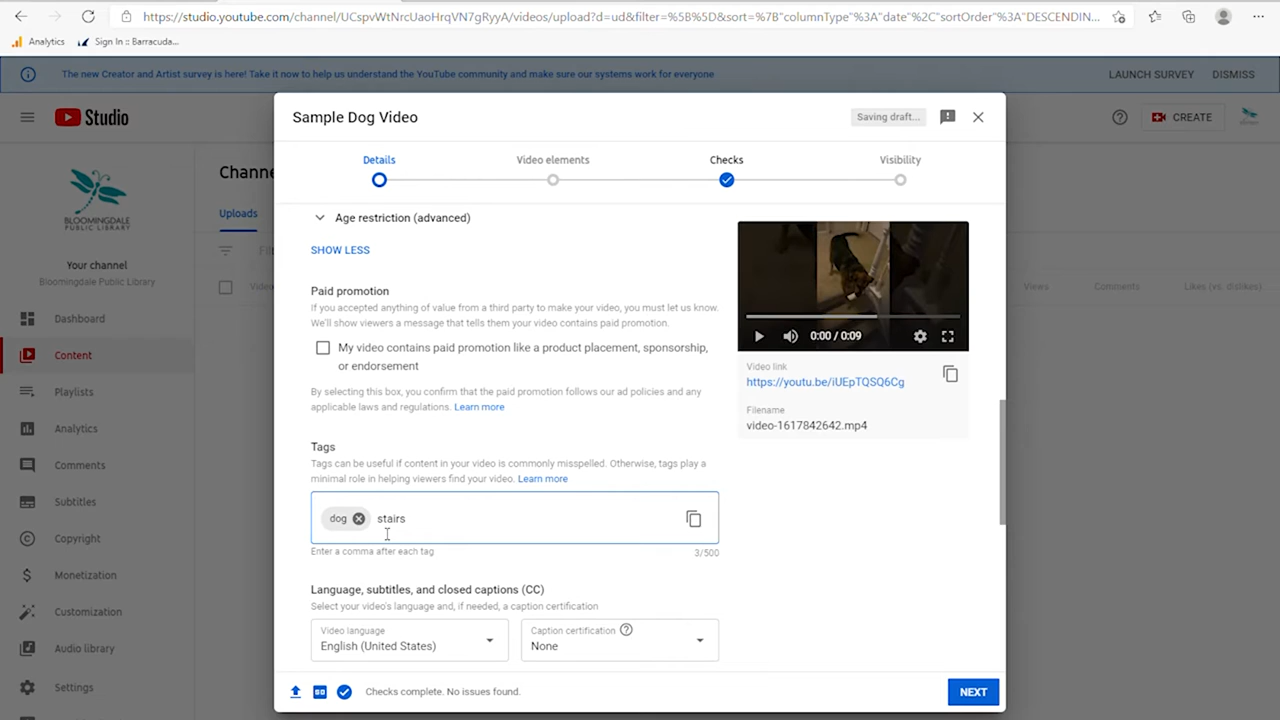 https://studio.youtube.com/channel/UCspvWtNrcUaoHrqVN7gRyyA/videos/upload?d=ud&filter=%5B%5D&sort=%7B"columnType"%3A"date"%2C"sortOrder"%3A"DESCENDIN...
Analytics
Sign In :: Barracuda...
The new Creator and Artist survey is here! Take it now to help us understand the YouTube community and make sure our systems work for everyone
LAUNCH SURVEY
DISMISS
Studio
CREATE
Sample Dog Video
Saving draft...
Details
Video elements
Checks
Visibility
BLOOMINGDALE
PUBLIC LIBRARY
Your channel
Bloomingdale Public Library
Dashboard
Content
Playlists
Analytics
Comments
Subtitles
Copyright
Monetization
Customization
Audio library
Settings
Uploads
Views
Comments
Likes (vs. dislikes)
Age restriction (advanced)
SHOW LESS
Paid promotion
If you accepted anything of value from a third party to make your video, you must let us know.
We'll show viewers a message that tells them your video contains paid promotion.
My video contains paid promotion like a product placement, sponsorship,
or endorsement
By selecting this box, you confirm that the paid promotion follows our ad policies and any
applicable laws and regulations. Learn more
Tags
Tags can be useful if content in your video is commonly misspelled. Otherwise, tags play a
minimal role in helping viewers find your video. Learn more
dog stairs
Enter a comma after each tag
3/500
Language, subtitles, and closed captions (CC)
Select your video's language and, if needed, a caption certification
Video language
English (United States)
Caption certification
None
0:00 / 0:09
Video link
https://youtu.be/iUEpTQSQ6Cg
Filename
video-1617842642.mp4
SD
Checks complete. No issues found.
NEXT